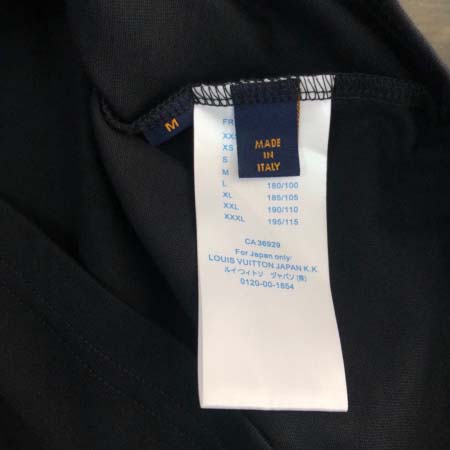 M
MADE
IN
ITALY
FR
XXS
XS
S
M
L 180/100
XL 185/105
XXL 190/110
XXXL 195/115
CA 36929
For Japan only:
LOUIS VUITTON JAPAN K.K.
ルイ ヴィトン ジャパン(株)
0120-00-1854